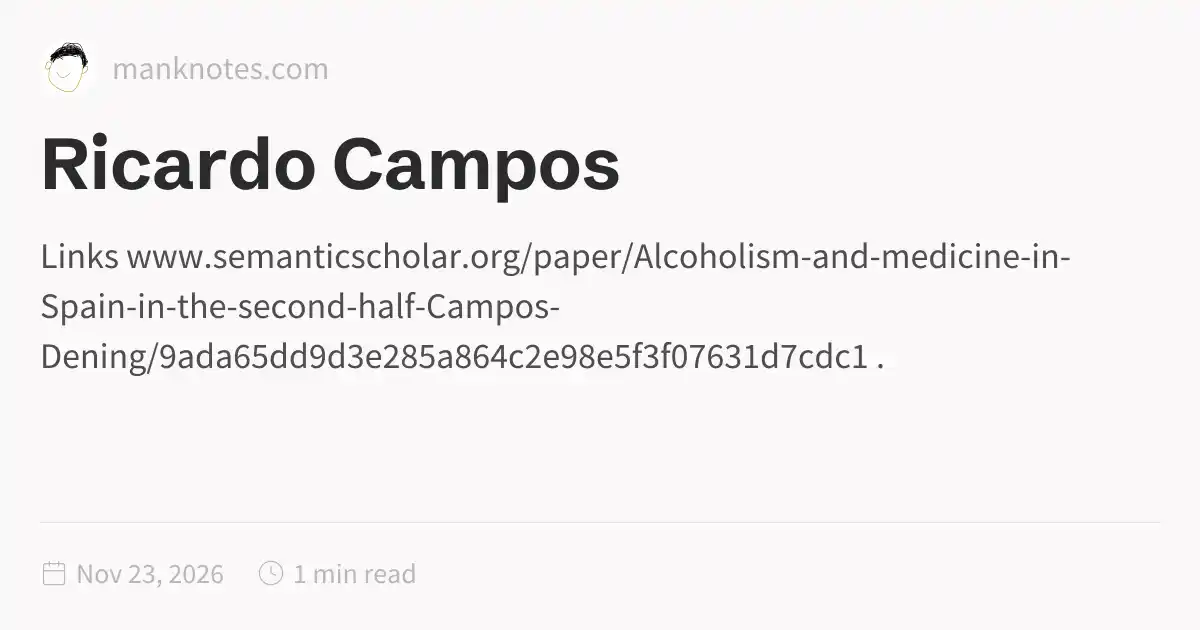 manknotes.com
Ricardo Campos
Links www.semanticscholar.org/paper/Alcoholism-and-medicine-in-
Spain-in-the-second-half-Campos-
Dening/9ada65dd9d3e285a864c2e98e5f3f07631d7cdc1 .
Nov 23, 2026 1 min read